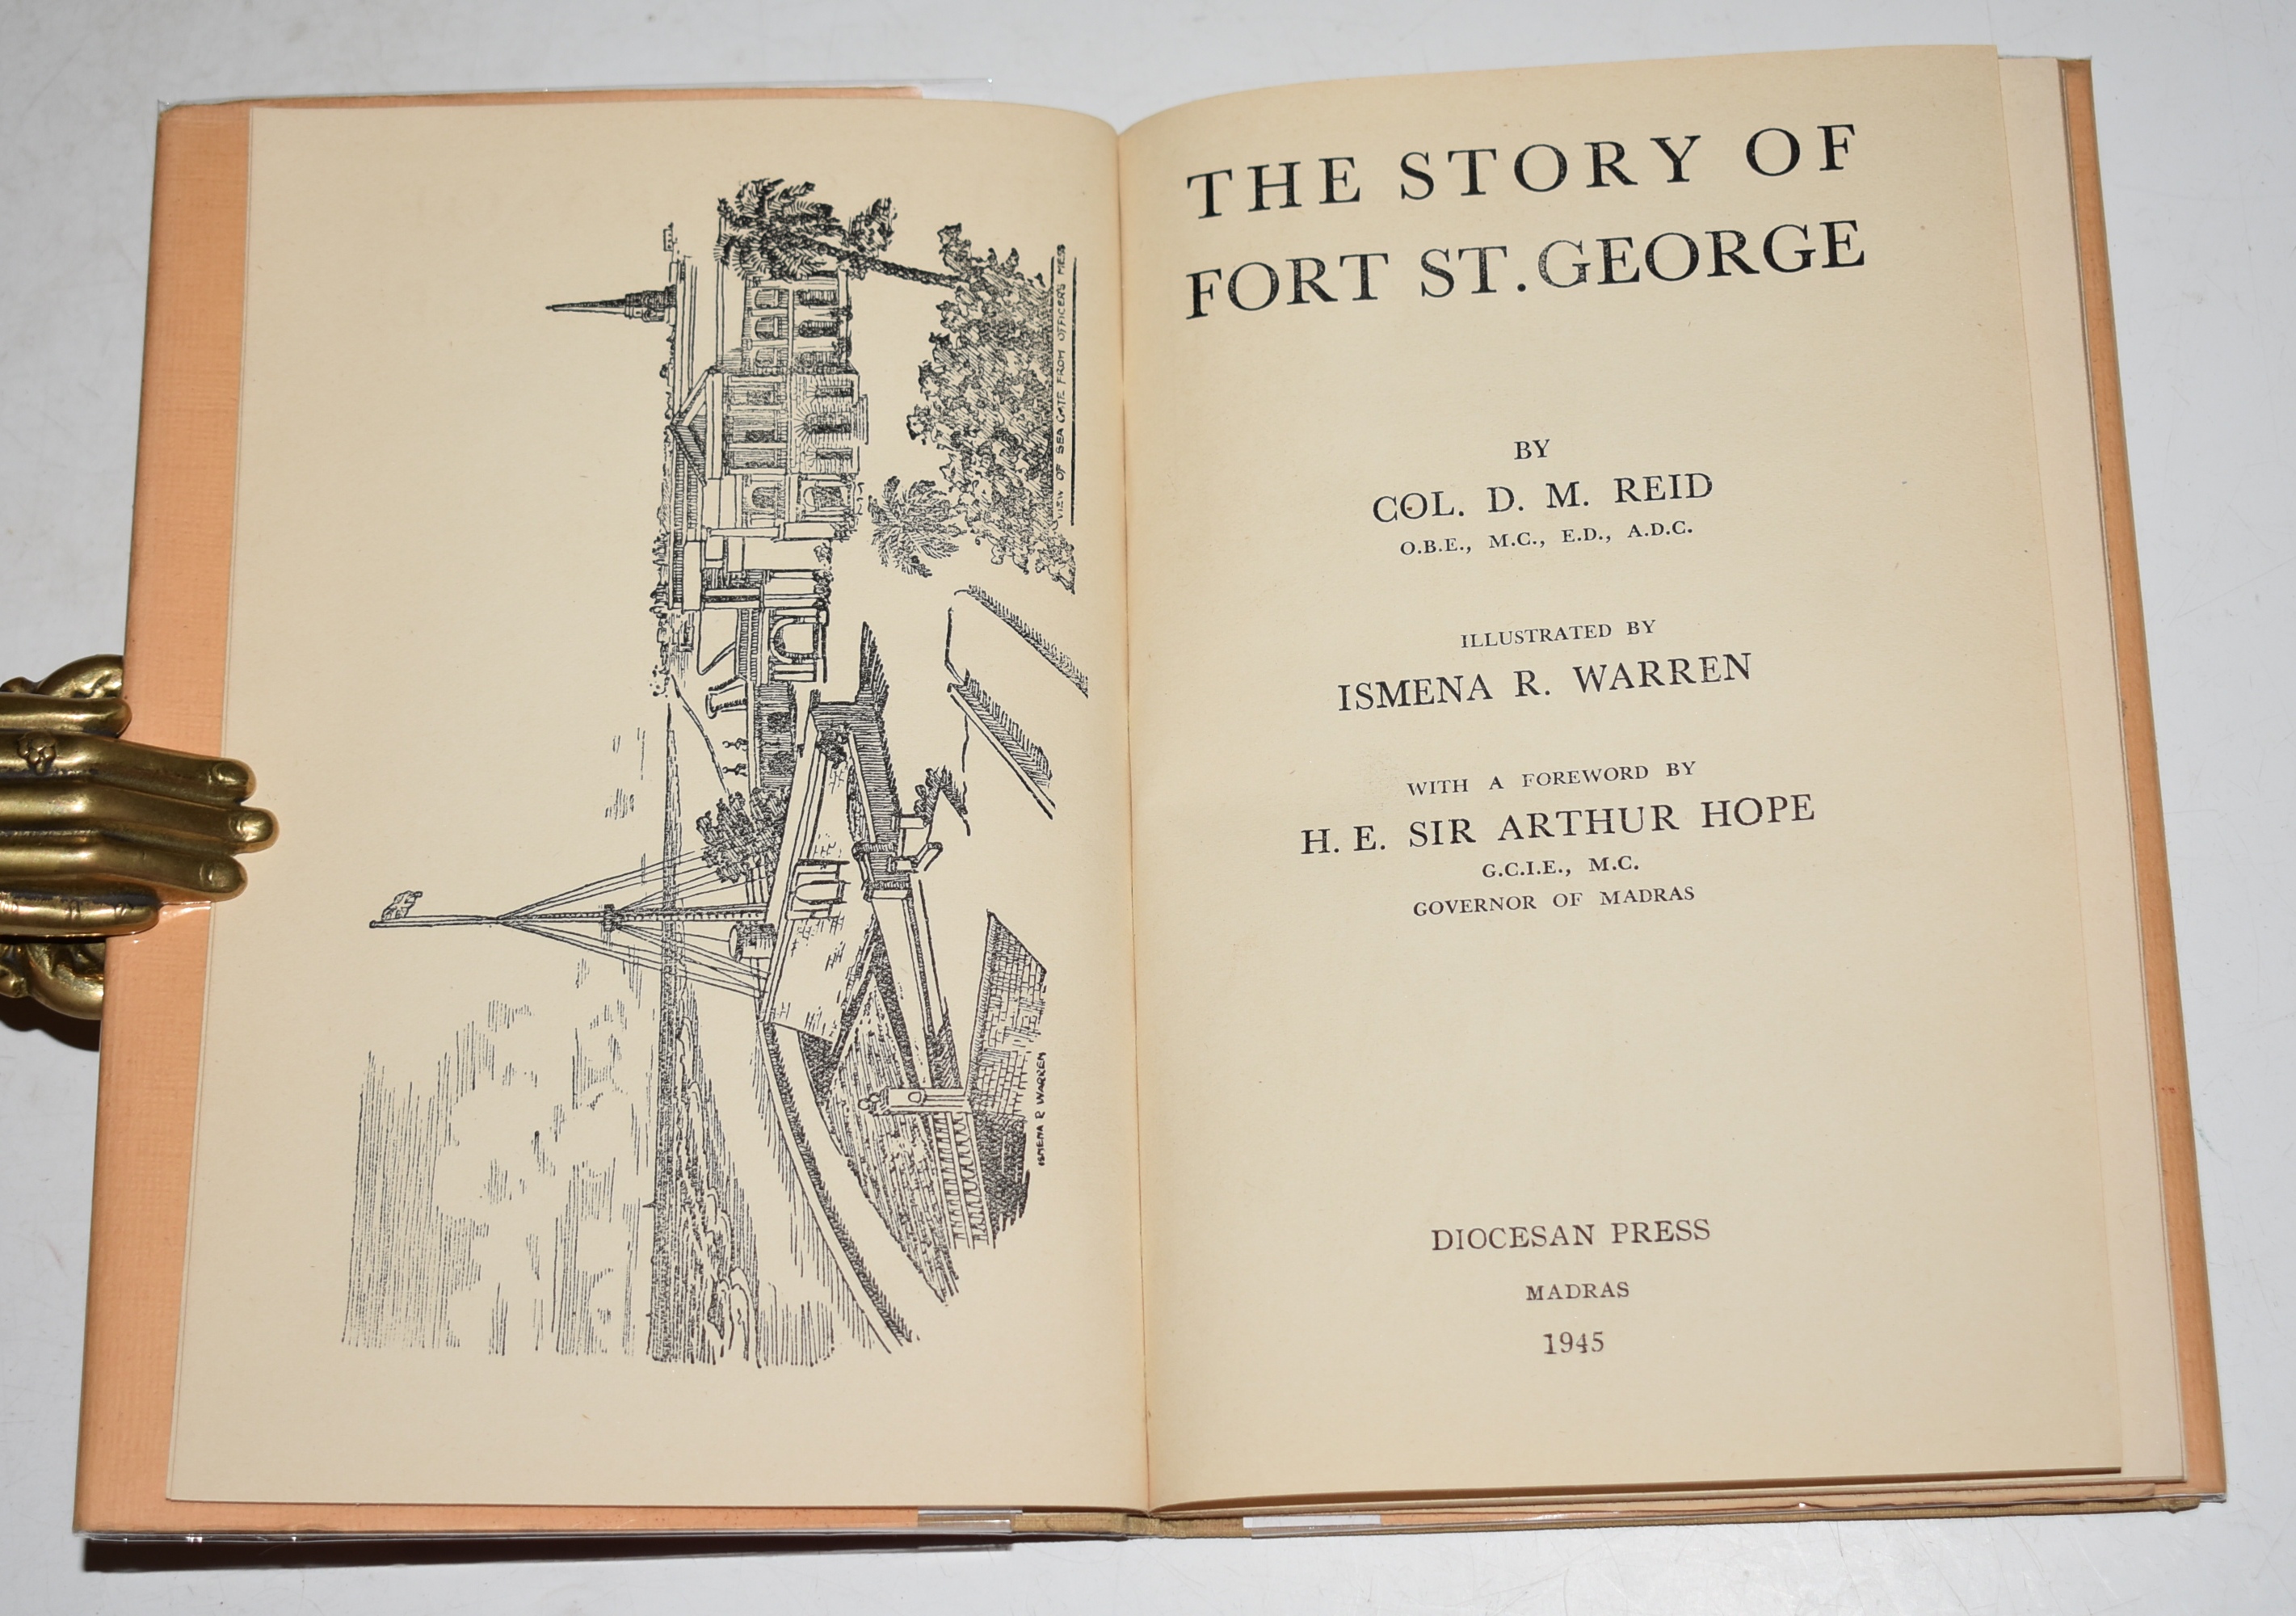 VIEW OF SEA GATE FROM OFFICERS MESS
ISMENA R WARREN
THE STORY OF
FORT ST. GEORGE
BY
COL. D. M. REID
O.B.E., M.C., E.D., A.D.C.
ILLUSTRATED BY
ISMENA R. WARREN
WITH A FOREWORD BY
H. E. SIR ARTHUR HOPE
G.C.I.E., M.C.
GOVERNOR OF MADRAS
DIOCESAN PRESS
MADRAS
1945